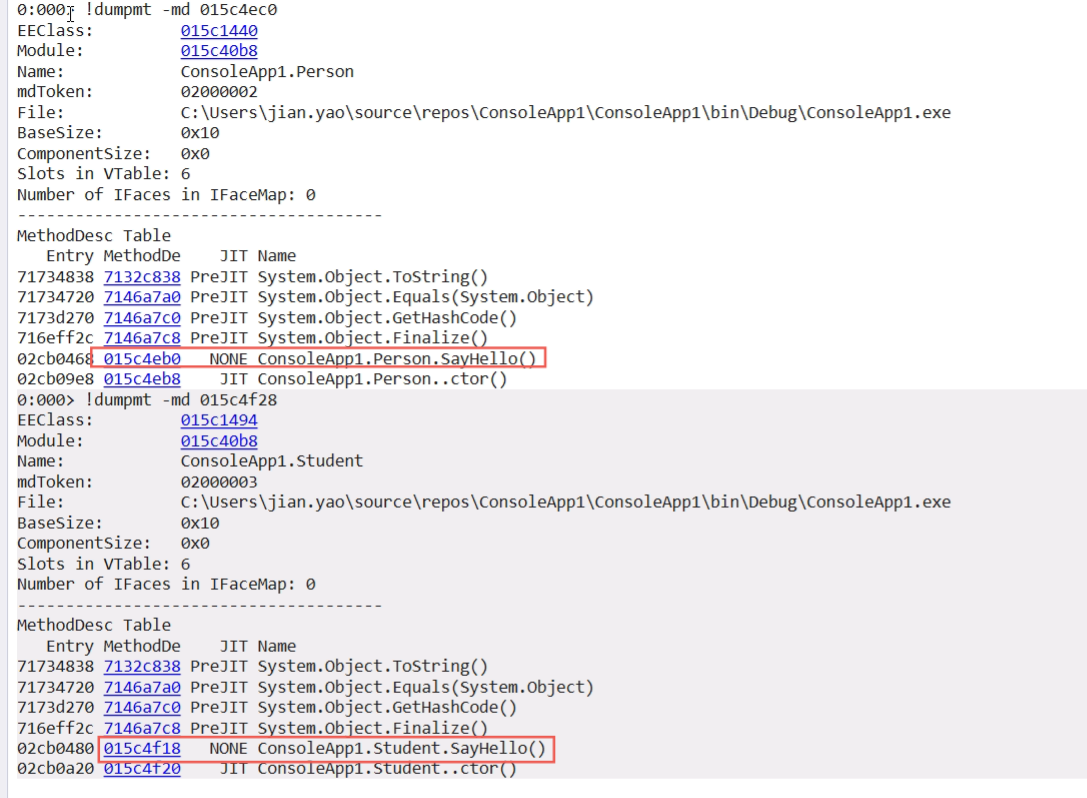 0:000> !dumpmt -md 015c4ec0
EEClass:         015c1440
Module:          015c40b8
Name:            ConsoleApp1.Person
mdToken:         02000002
File:            C:\Users\jian.yao\source\repos\ConsoleApp1\ConsoleApp1\bin\Debug\ConsoleApp1.exe
BaseSize:        0x10
ComponentSize:   0x0
Slots in VTable: 6
Number of IFaces in IFaceMap: 0
--------------------------------------
MethodDesc Table
   Entry MethodDe    JIT Name
71734838 7132c838 PreJIT System.Object.ToString()
71734720 7146a7a0 PreJIT System.Object.Equals(System.Object)
7173d270 7146a7c0 PreJIT System.Object.GetHashCode()
716eff2c 7146a7c8 PreJIT System.Object.Finalize()
02cb0468 015c4eb0   NONE ConsoleApp1.Person.SayHello()
02cb09e8 015c4eb8    JIT ConsoleApp1.Person..ctor()
0:000> !dumpmt -md 015c4f28
EEClass:         015c1494
Module:          015c40b8
Name:            ConsoleApp1.Student
mdToken:         02000003
File:            C:\Users\jian.yao\source\repos\ConsoleApp1\ConsoleApp1\bin\Debug\ConsoleApp1.exe
BaseSize:        0x10
ComponentSize:   0x0
Slots in VTable: 6
Number of IFaces in IFaceMap: 0
--------------------------------------
MethodDesc Table
   Entry MethodDe    JIT Name
71734838 7132c838 PreJIT System.Object.ToString()
71734720 7146a7a0 PreJIT System.Object.Equals(System.Object)
7173d270 7146a7c0 PreJIT System.Object.GetHashCode()
716eff2c 7146a7c8 PreJIT System.Object.Finalize()
02cb0480 015c4f18   NONE ConsoleApp1.Student.SayHello()
02cb0a20 015c4f20    JIT ConsoleApp1.Student..ctor()